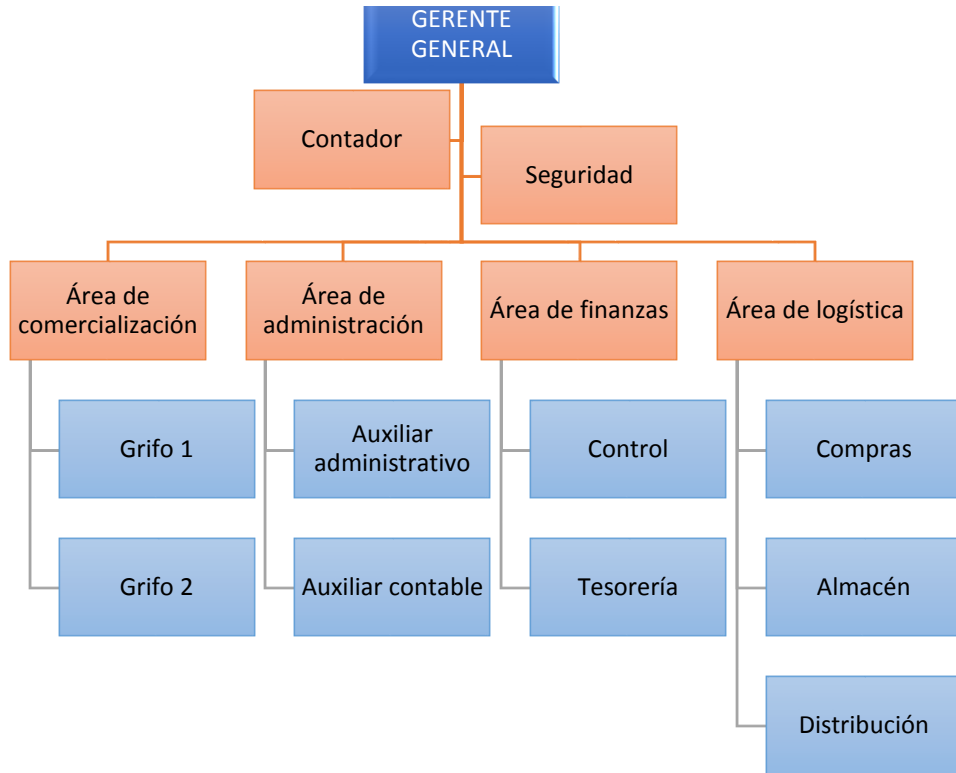 GERENTE
GENERAL
Contador
Seguridad
Área de
comercialización
Área de
administración
Área de finanzas
Área de logística
Grifo 1
Auxiliar
administrativo
Control
Compras
Grifo 2
Auxiliar contable
Tesorería
Almacén
Distribución